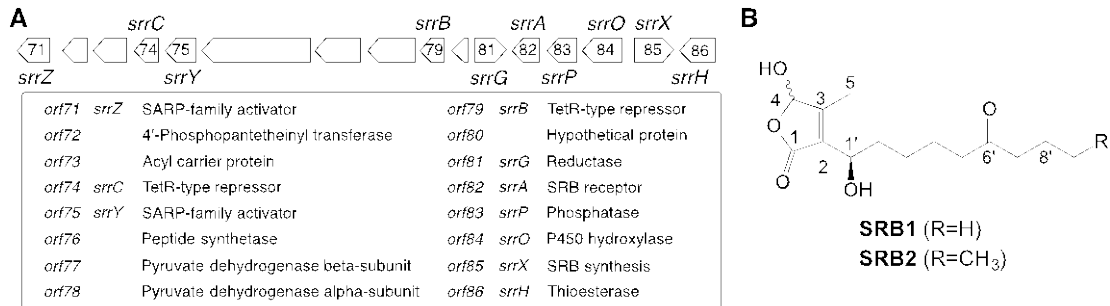 A
srrC srrB srrA srrO srrX
71 74 75 79 81 82 83 84 85 86
srrZ srrY srrG srrP srrH
orf71 srrZ SARP-family activator
orf72 4'-Phosphopantetheinyl transferase
orf73 Acyl carrier protein
orf74 srrC TetR-type repressor
orf75 srrY SARP-family activator
orf76 Peptide synthetase
orf77 Pyruvate dehydrogenase beta-subunit
orf78 Pyruvate dehydrogenase alpha-subunit
orf79 srrB TetR-type repressor
orf80 Hypothetical protein
orf81 srrG Reductase
orf82 srrA SRB receptor
orf83 srrP Phosphatase
orf84 srrO P450 hydroxylase
orf85 srrX SRB synthesis
orf86 srrH Thioesterase
B
HO
4 3 5
O O
1 1' 6' 8' R
2
O OH
SRB1 (R=H)
SRB2 (R=CH₃)